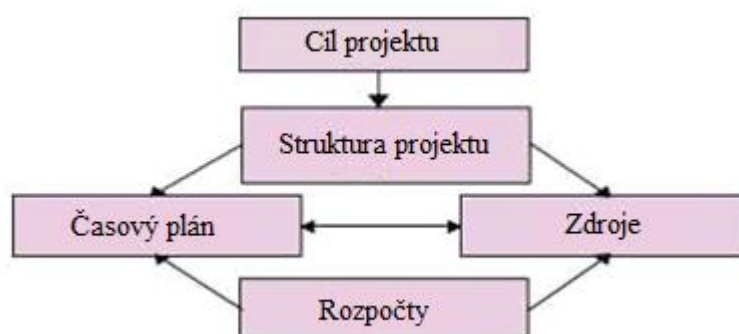 Cíl projektu
Struktura projektu
Časový plán
Zdroje
Rozpočty